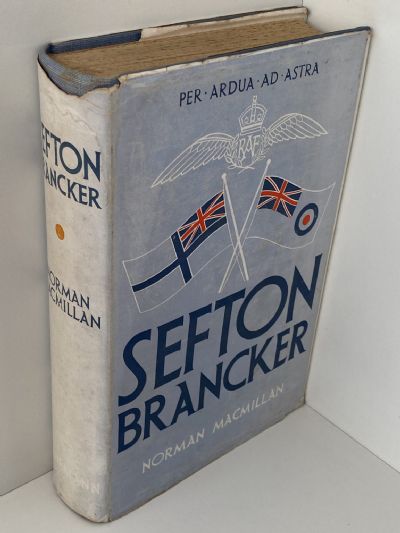 PER · ARDUA · AD · ASTRA
RAF
SEFTON
BRANCKER
NORMAN MACMILLAN
SEFTON
BRANCKER
NORMAN
MACMILLAN